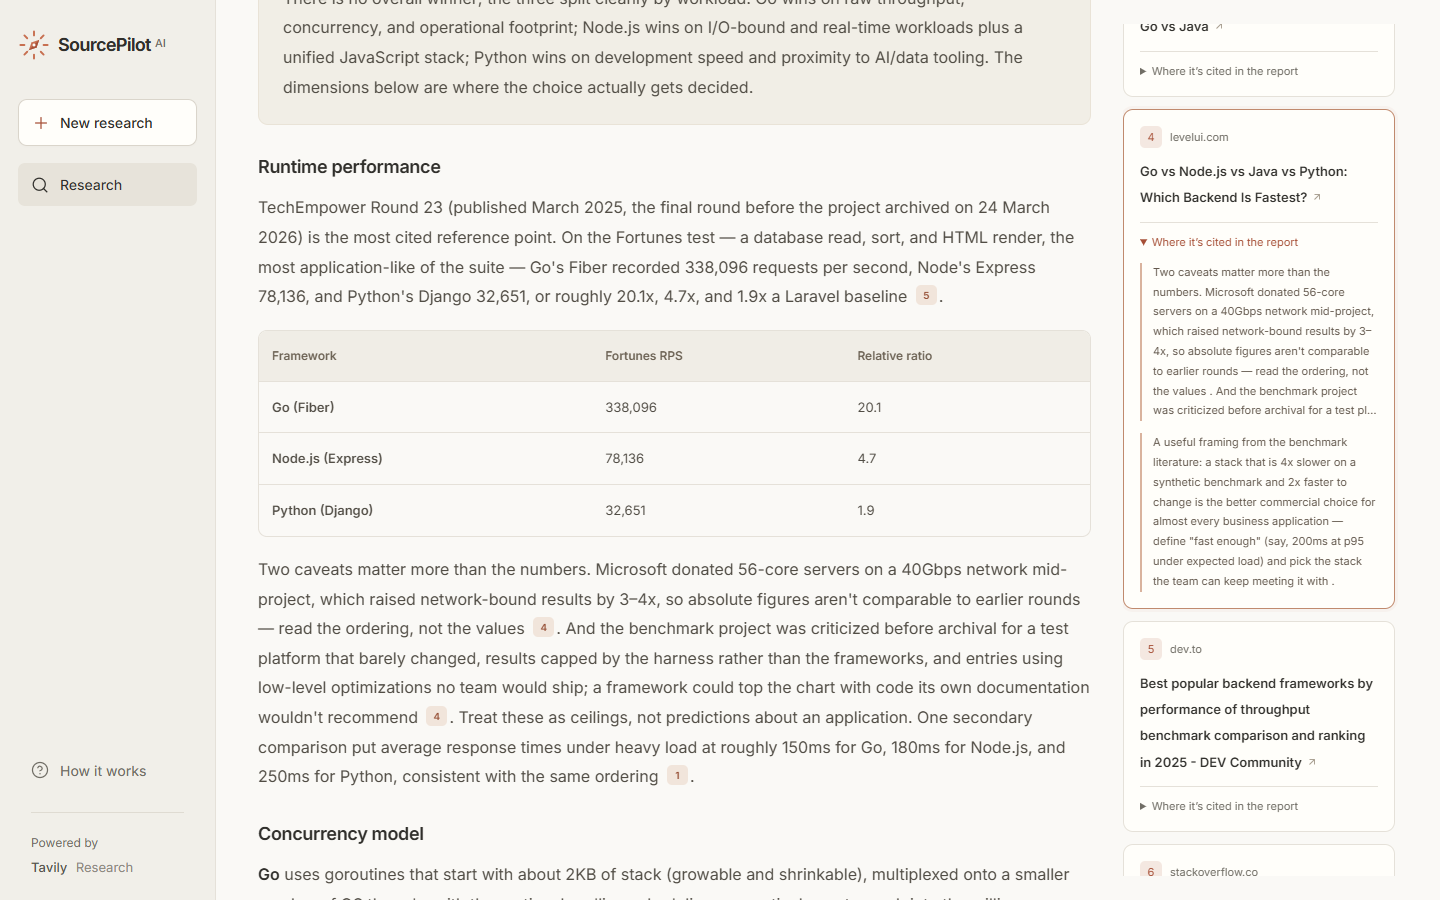 SourcePilot AI
New research
Research
How it works
Powered by
Tavily Research
There is no overall winner; the three split cleanly by workload. Go wins on raw throughput,
concurrency, and operational footprint; Node.js wins on I/O-bound and real-time workloads plus a
unified JavaScript stack; Python wins on development speed and proximity to AI/data tooling. The
dimensions below are where the choice actually gets decided.
Runtime performance
TechEmpower Round 23 (published March 2025, the final round before the project archived on 24 March
2026) is the most cited reference point. On the Fortunes test — a database read, sort, and HTML render, the
most application-like of the suite — Go's Fiber recorded 338,096 requests per second, Node's Express
78,136, and Python's Django 32,651, or roughly 20.1x, 4.7x, and 1.9x a Laravel baseline 5 .
Framework Fortunes RPS Relative ratio
Go (Fiber) 338,096 20.1
Node.js (Express) 78,136 4.7
Python (Django) 32,651 1.9
Two caveats matter more than the numbers. Microsoft donated 56-core servers on a 40Gbps network mid-
project, which raised network-bound results by 3–4x, so absolute figures aren't comparable to earlier rounds
— read the ordering, not the values 4 . And the benchmark project was criticized before archival for a test
platform that barely changed, results capped by the harness rather than the frameworks, and entries using
low-level optimizations no team would ship; a framework could top the chart with code its own documentation
wouldn't recommend 4 . Treat these as ceilings, not predictions about an application. One secondary
comparison put average response times under heavy load at roughly 150ms for Go, 180ms for Node.js, and
250ms for Python, consistent with the same ordering 1 .
Concurrency model
Go uses goroutines that start with about 2KB of stack (growable and shrinkable), multiplexed onto a smaller
Go vs Java ↗
▶ Where it's cited in the report
4 levelui.com
Go vs Node.js vs Java vs Python:
Which Backend Is Fastest? ↗
▼ Where it's cited in the report
Two caveats matter more than the
numbers. Microsoft donated 56-core
servers on a 40Gbps network mid-project,
which raised network-bound results by 3–
4x, so absolute figures aren't comparable
to earlier rounds — read the ordering, not
the values . And the benchmark project
was criticized before archival for a test pl…
A useful framing from the benchmark
literature: a stack that is 4x slower on a
synthetic benchmark and 2x faster to
change is the better commercial choice for
almost every business application —
define "fast enough" (say, 200ms at p95
under expected load) and pick the stack
the team can keep meeting it with .
5 dev.to
Best popular backend frameworks by
performance of throughput
benchmark comparison and ranking
in 2025 - DEV Community ↗
▶ Where it's cited in the report
6 stackoverflow.co